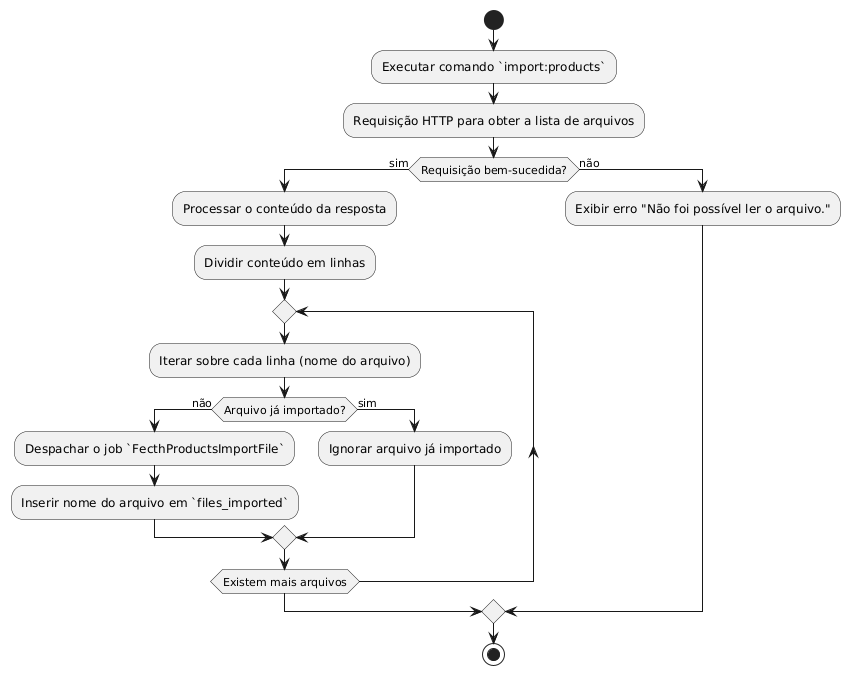 Executar comando `import:products`
Requisição HTTP para obter a lista de arquivos
sim
Requisição bem-sucedida?
não
Processar o conteúdo da resposta
Exibir erro "Não foi possível ler o arquivo."
Dividir conteúdo em linhas
Iterar sobre cada linha (nome do arquivo)
não
Arquivo já importado?
sim
Despachar o job `FecthProductsImportFile`
Ignorar arquivo já importado
Inserir nome do arquivo em `files_imported`
Existem mais arquivos